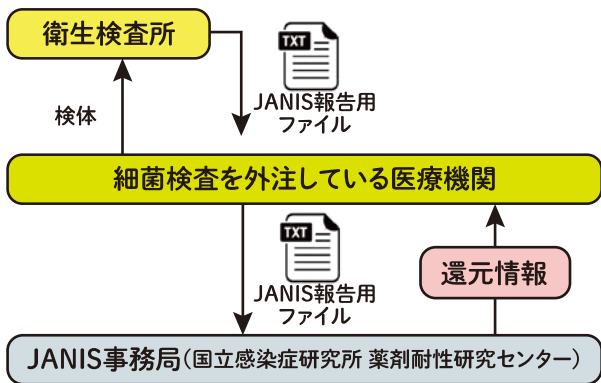 衛生検査所
TXT
JANIS報告用
ファイル
検体
細菌検査を外注している医療機関
TXT
JANIS報告用
ファイル
還元情報
JANIS事務局(国立感染症研究所 薬剤耐性研究センター)